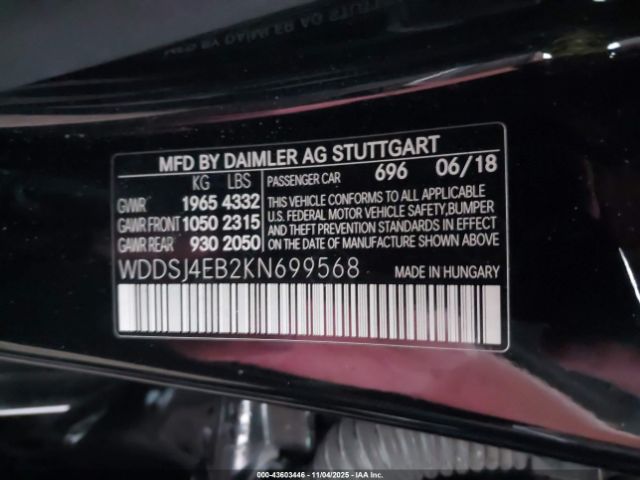 MFD BY DAIMLER AG STUTTGART
KG LBS
GVWR 1965 4332
GAWR FRONT 1050 2315
GAWR REAR 930 2050
PASSENGER CAR 696 06/18
THIS VEHICLE CONFORMS TO ALL APPLICABLE
U.S. FEDERAL MOTOR VEHICLE SAFETY,BUMPER
AND THEFT PREVENTION STANDARDS IN EFFECT
ON THE DATE OF MANUFACTURE SHOWN ABOVE
WDDSJ4EB2KN699568 MADE IN HUNGARY
000-43603446 - 11/04/2025 - IAA Inc.